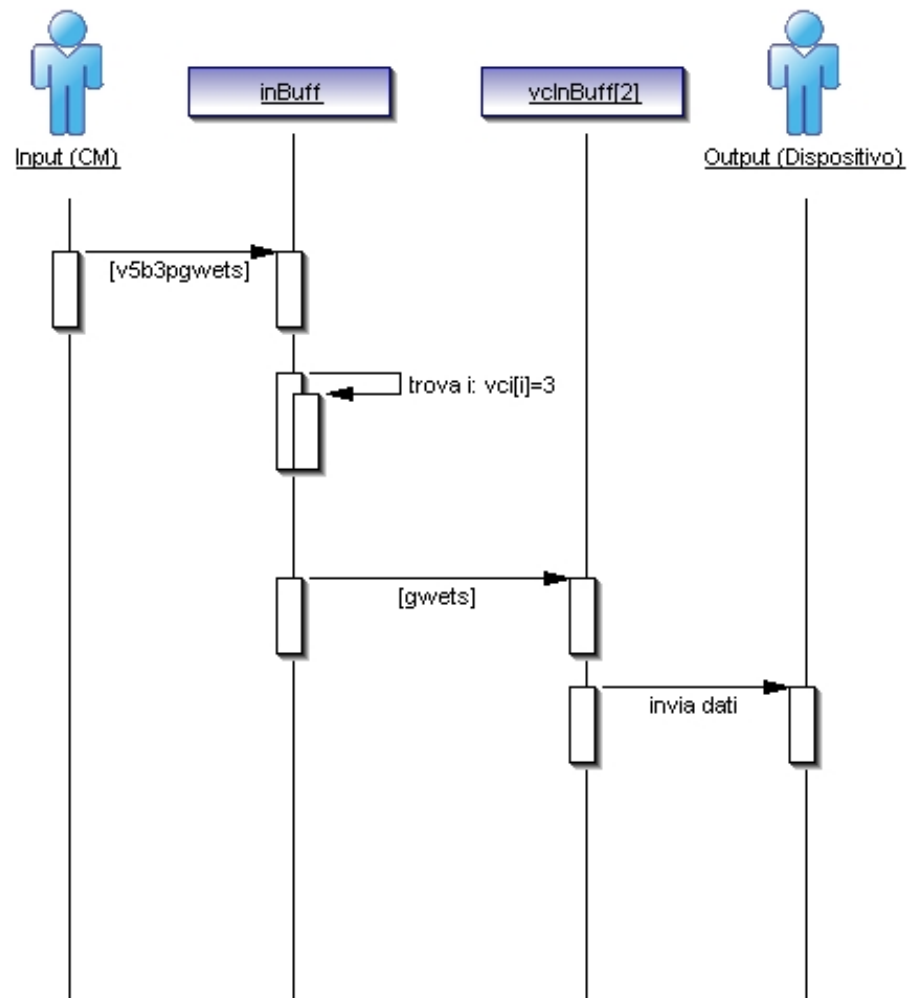 inBuff
vcInBuff[2]
Input (CM)
Output (Dispositivo)
[v5b3pgwets]
trova i: vci[i]=3
[gwets]
invia dati